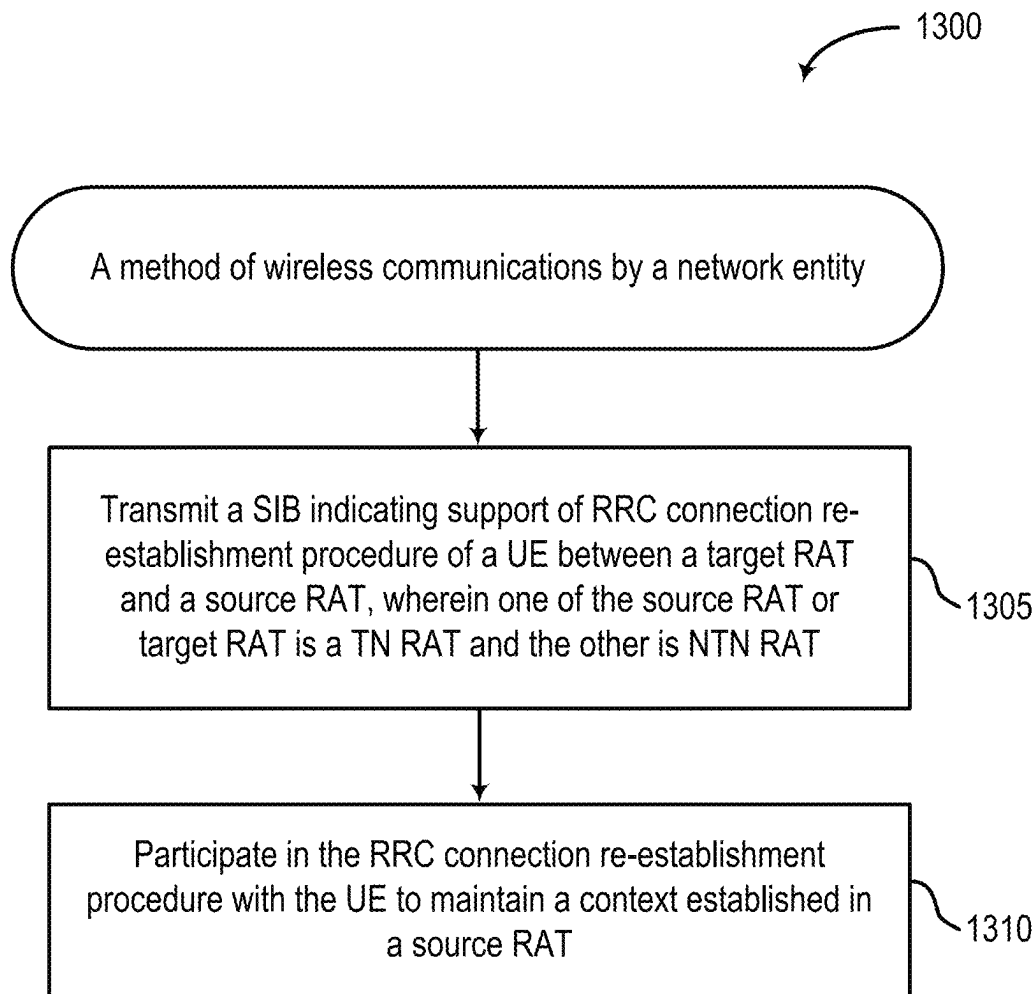 1300
A method of wireless communications by a network entity
Transmit a SIB indicating support of RRC connection re-
establishment procedure of a UE between a target RAT
and a source RAT, wherein one of the source RAT or
target RAT is a TN RAT and the other is NTN RAT
1305
Participate in the RRC connection re-establishment
procedure with the UE to maintain a context established in
a source RAT
1310